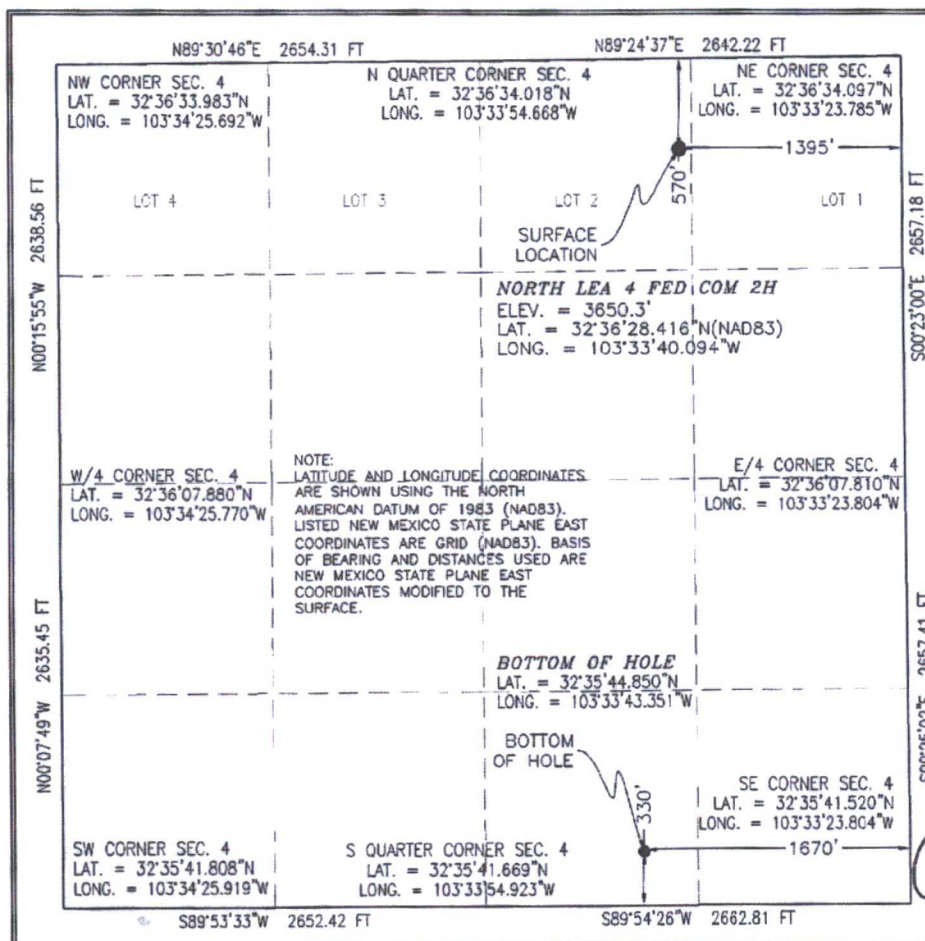 N89°30'46"E 2654.31 FT
N89°24'37"E 2642.22 FT
NW CORNER SEC. 4
LAT. = 32°36'33.983"N
LONG. = 103°34'25.692"W
N QUARTER CORNER SEC. 4
LAT. = 32°36'34.018"N
LONG. = 103°33'54.668"W
NE CORNER SEC. 4
LAT. = 32°36'34.097"N
LONG. = 103°33'23.785"W
1395'
570'
LOT 4
LOT 3
LOT 2
LOT 1
SURFACE
LOCATION
N00°15'55"W 2638.56 FT
S00°23'00"E 2657.18 FT
NORTH LEA 4 FED COM 2H
ELEV. = 3650.3'
LAT. = 32°36'28.416"N(NAD83)
LONG. = 103°33'40.094"W
W/4 CORNER SEC. 4
LAT. = 32°36'07.880"N
LONG. = 103°34'25.770"W
NOTE:
LATITUDE AND LONGITUDE COORDINATES
ARE SHOWN USING THE NORTH
AMERICAN DATUM OF 1983 (NAD83).
LISTED NEW MEXICO STATE PLANE EAST
COORDINATES ARE GRID (NAD83). BASIS
OF BEARING AND DISTANCES USED ARE
NEW MEXICO STATE PLANE EAST
COORDINATES MODIFIED TO THE
SURFACE.
E/4 CORNER SEC. 4
LAT. = 32°36'07.810"N
LONG. = 103°33'23.804"W
N00°07'49"W 2635.45 FT
2657.41 FT
BOTTOM OF HOLE
LAT. = 32°35'44.850"N
LONG. = 103°33'43.351"W
BOTTOM
OF HOLE
330'
SE CORNER SEC. 4
LAT. = 32°35'41.520"N
LONG. = 103°33'23.804"W
1670'
SW CORNER SEC. 4
LAT. = 32°35'41.808"N
LONG. = 103°34'25.919"W
S QUARTER CORNER SEC. 4
LAT. = 32°35'41.669"N
LONG. = 103°33'54.923"W
S89°53'33"W 2652.42 FT
S89°54'26"W 2662.81 FT